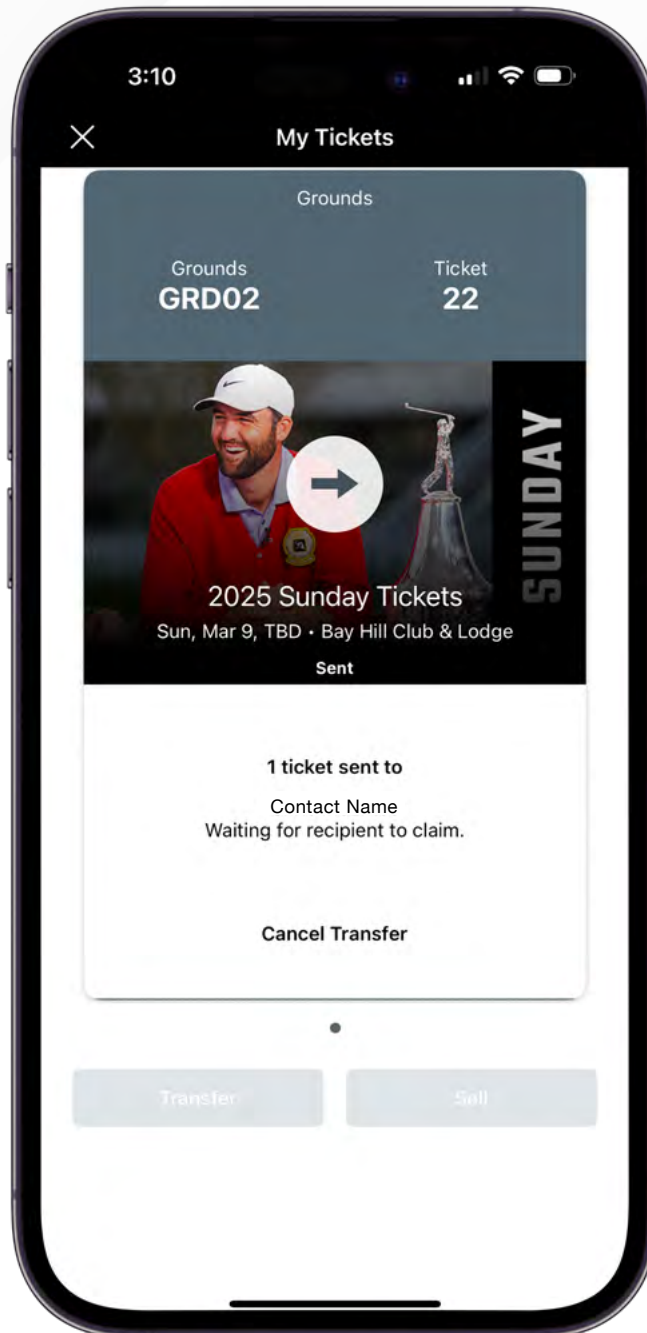 3:10
My Tickets
Grounds
Grounds Ticket
GRD02 22
SUNDAY
2025 Sunday Tickets
Sun, Mar 9, TBD • Bay Hill Club & Lodge
Sent
1 ticket sent to
Contact Name
Waiting for recipient to claim.
Cancel Transfer
Transfer Sell